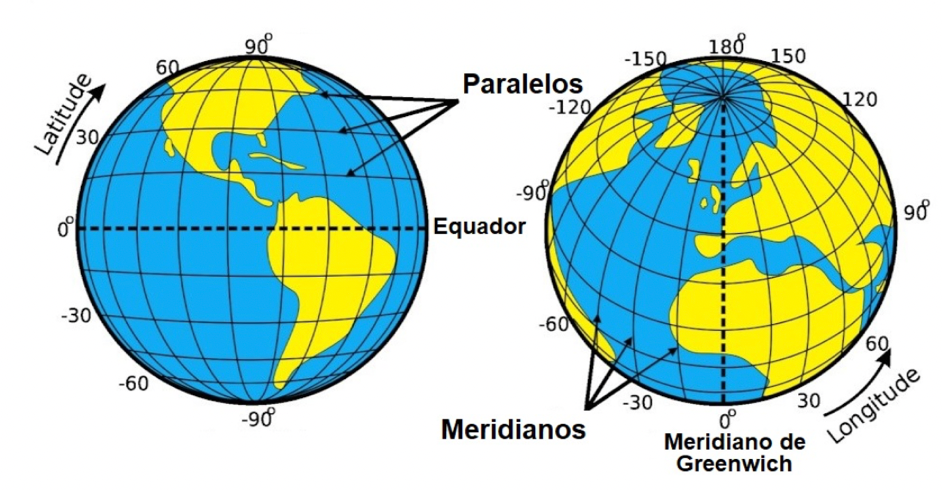 90°
60
Latitude
30
0°
-30
-60
-90°
Paralelos
Equador
180°
-150
150
-120
120
-90°
90°
-60
60
-30
30
0°
Longitude
Meridianos
Meridiano de
Greenwich